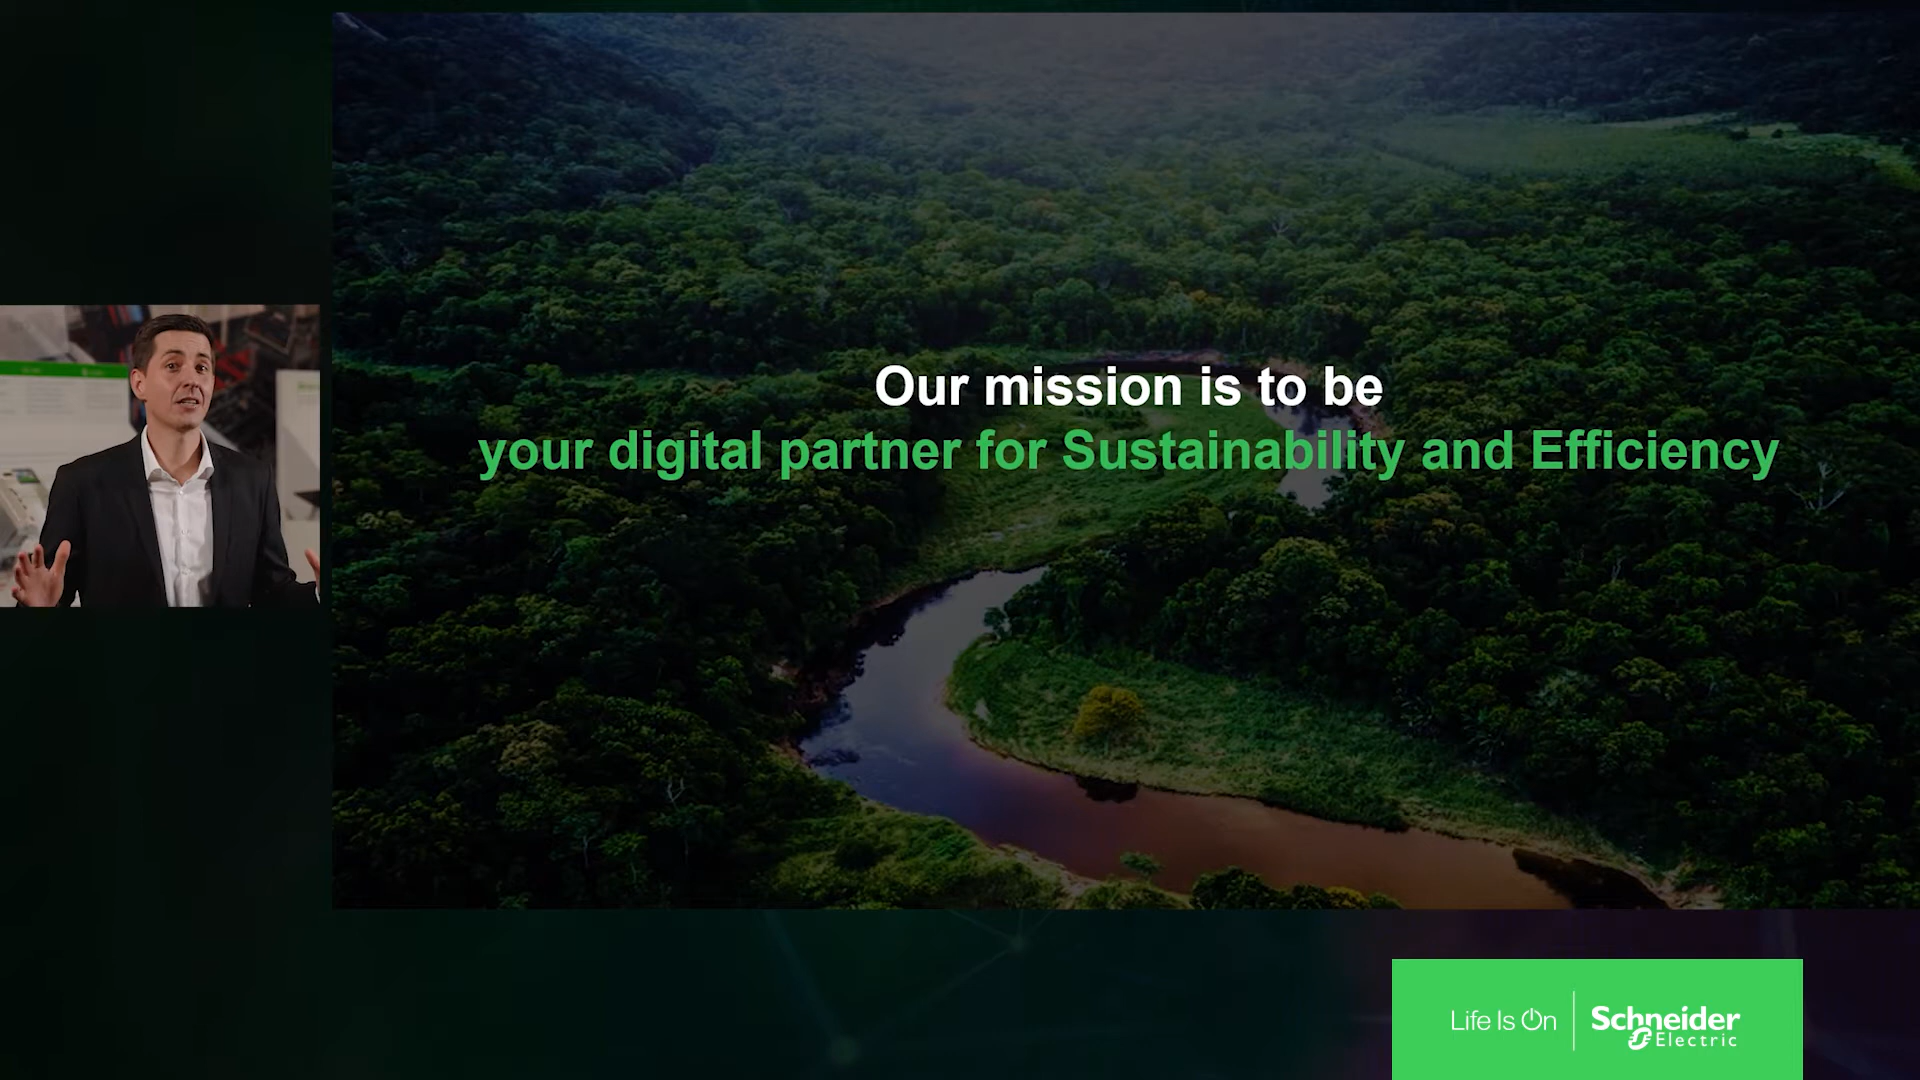 Our mission is to be
your digital partner for Sustainability and Efficiency
Life Is On
Schneider
Electric